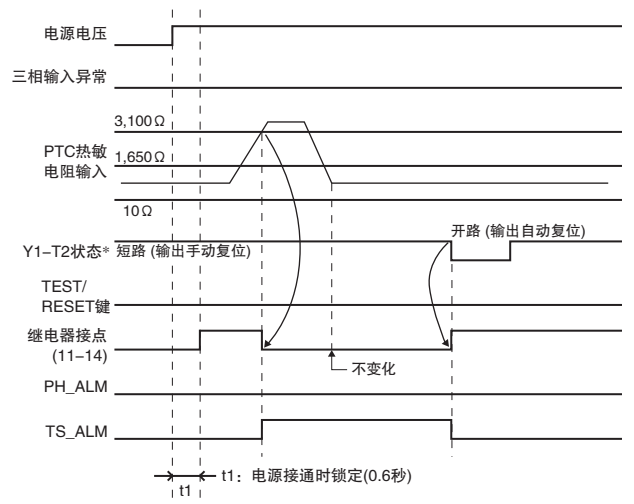 电源电压
三相输入异常
3,100Ω
PTC热敏
电阻输入
1,650Ω
10Ω
开路 (输出自动复位)
Y1–T2状态* 短路 (输出手动复位)
TEST/
RESET键
继电器接点
(11–14)
不变化
PH_ALM
TS_ALM
t1
t1：电源接通时锁定(0.6秒)